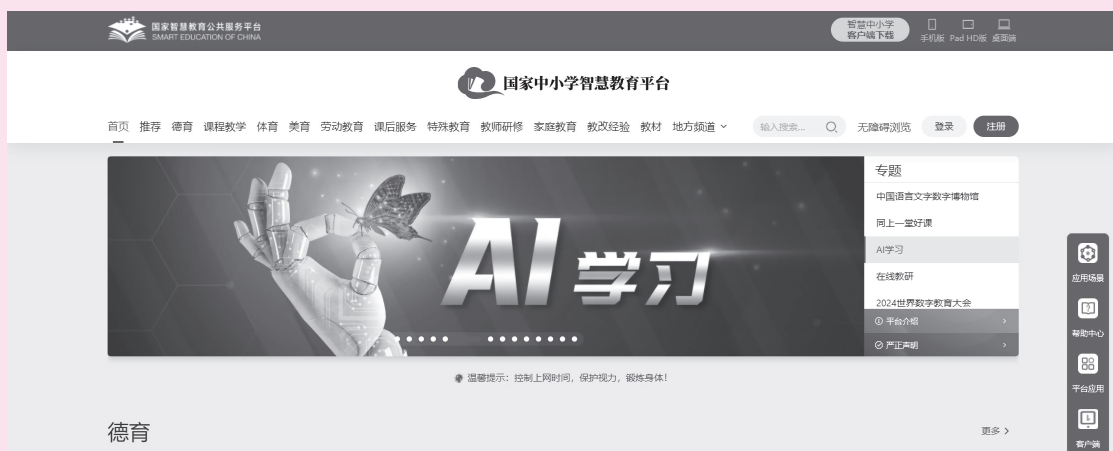 国家智慧教育公共服务平台
SMART EDUCATION OF CHINA
智慧中小学
客户端下载
手机版 Pad HD版 桌面端
国家中小学智慧教育平台
首页 推荐 德育 课程教学 体育 美育 劳动教育 课后服务 特殊教育 教师研修 家庭教育 教改经验 教材 地方频道
输入搜索...
无障碍浏览 登录 注册
AI学习
专题
中国语言文字数字博物馆
同上一堂好课
AI学习
在线教研
2024世界数字教育大会
平台介绍
严正声明
应用场景
帮助中心
平台应用
客户端
温馨提示:控制上网时间,保护视力,锻炼身体!
德育
更多